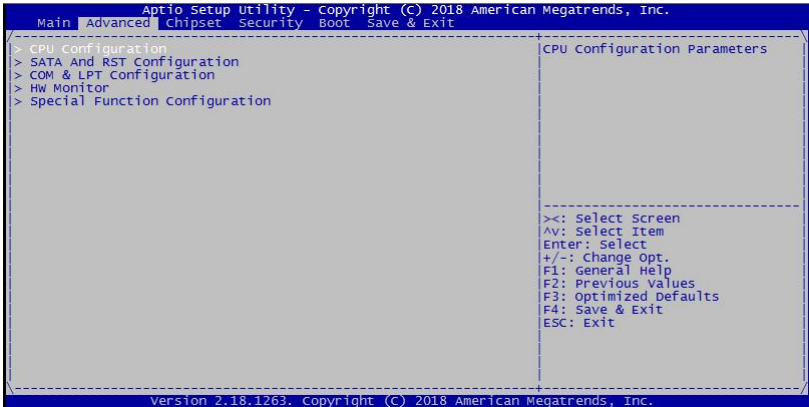 Aptio Setup Utility - Copyright (C) 2018 American Megatrends, Inc.
Main Advanced Chipset Security Boot Save & Exit
> CPU Configuration
> SATA And RST Configuration
> COM & LPT Configuration
> HW Monitor
> Special Function Configuration
CPU Configuration Parameters
><: Select Screen
^v: Select Item
Enter: Select
+/-: Change Opt.
F1: General Help
F2: Previous Values
F3: Optimized Defaults
F4: Save & Exit
ESC: Exit
Version 2.18.1263. Copyright (C) 2018 American Megatrends, Inc.